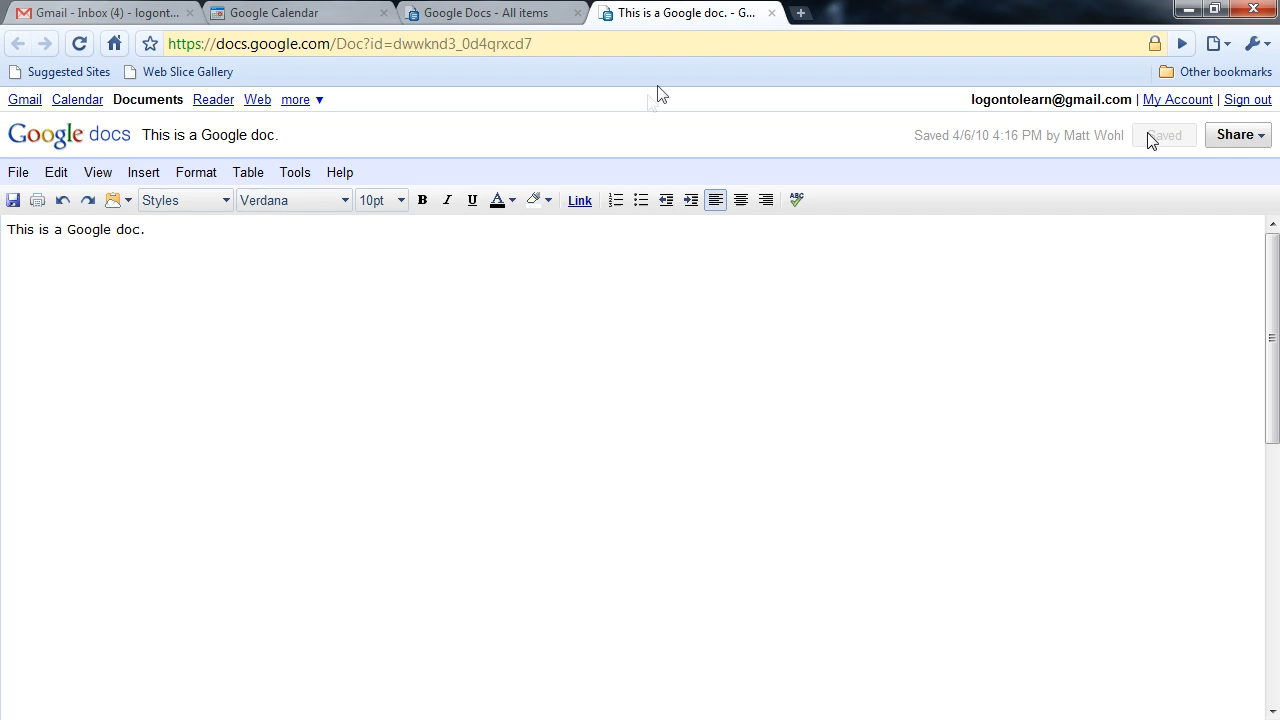 Gmail - Inbox (4) - logont... Google Calendar Google Docs - All items This is a Google doc. - G...
https://docs.google.com/Doc?id=dwwknd3_0d4qrxcd7
Suggested Sites Web Slice Gallery Other bookmarks
Gmail Calendar Documents Reader Web more ▼ logontolearn@gmail.com | My Account | Sign out
Google docs This is a Google doc. Saved 4/6/10 4:16 PM by Matt Wohl Saved Share
File Edit View Insert Format Table Tools Help
Styles Verdana 10pt B I U A Link ABC
This is a Google doc.